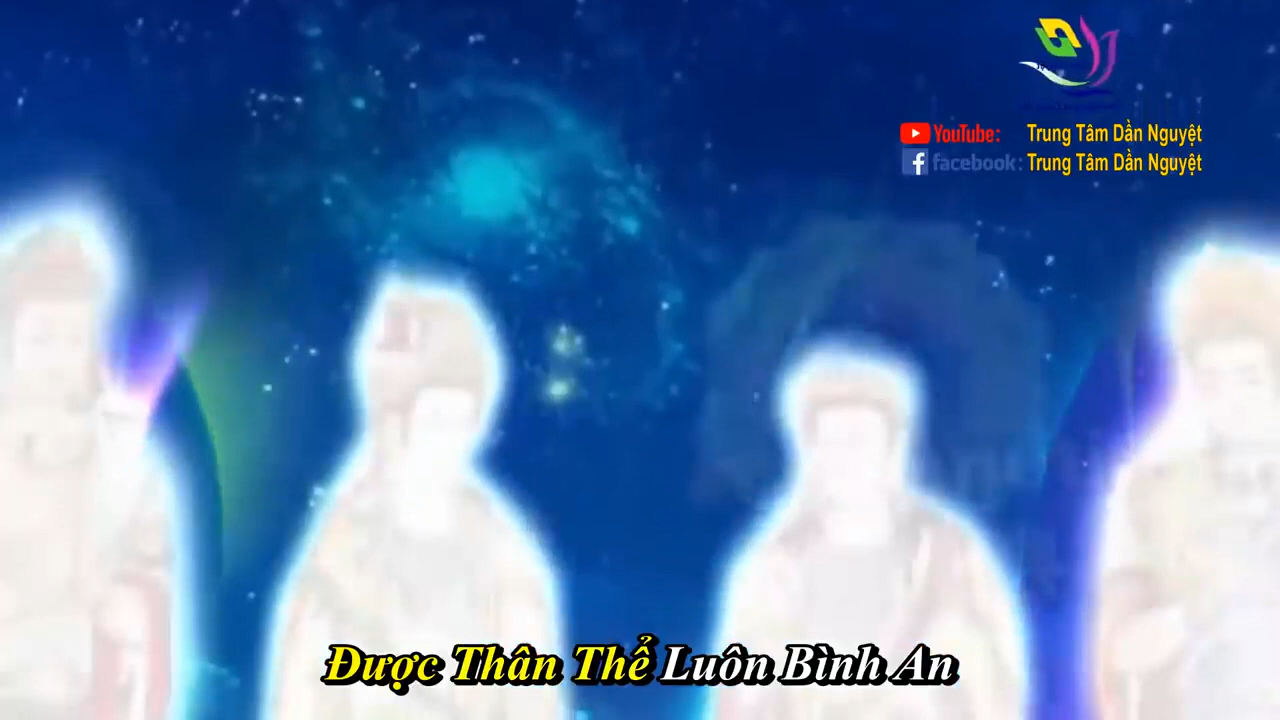 YouTube: Trung Tâm Dần Nguyệt
facebook: Trung Tâm Dần Nguyệt
Được Thân Thể Luôn Bình An